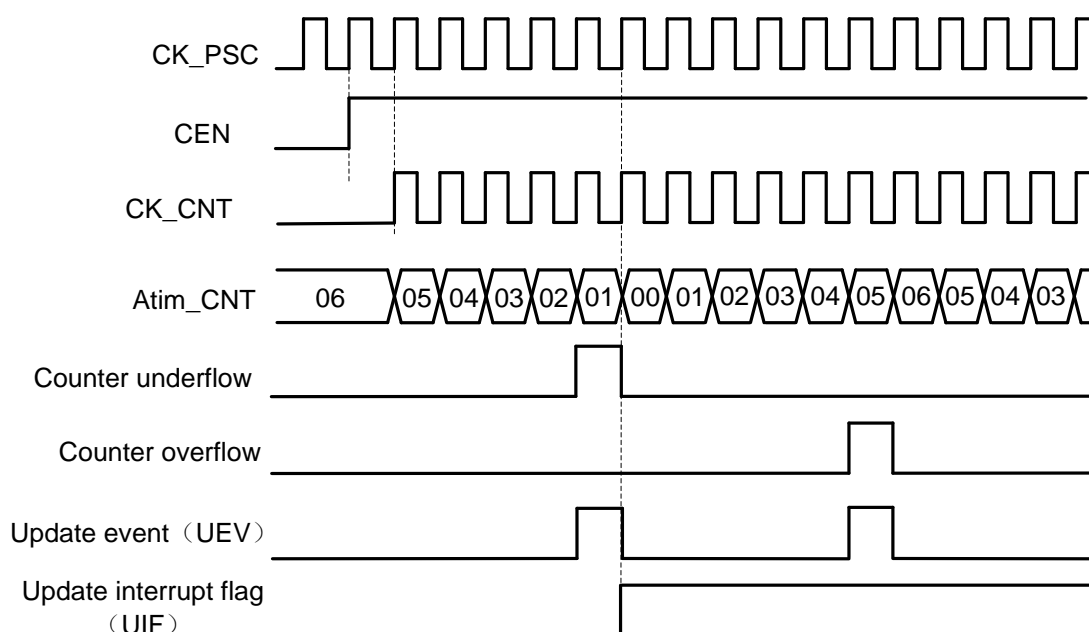 CK_PSC
CEN
CK_CNT
Atim_CNT
06 05 04 03 02 01 00 01 02 03 04 05 06 05 04 03
Counter underflow
Counter overflow
Update event（UEV）
Update interrupt flag
（UIF）